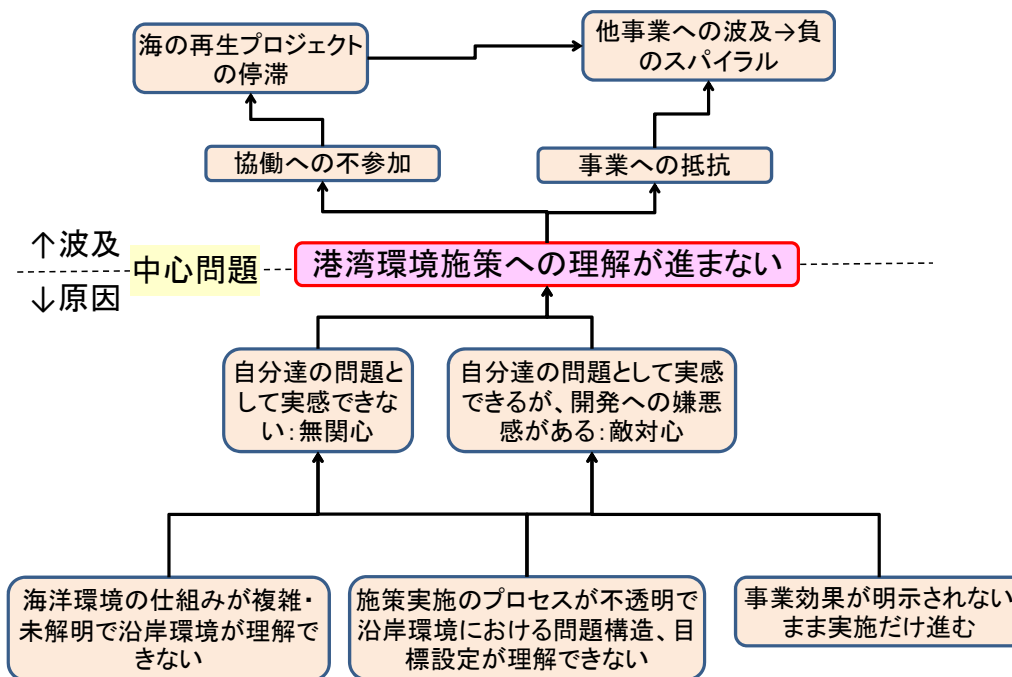 海の再生プロジェクト
の停滞
他事業への波及→負
のスパイラル
協働への不参加
事業への抵抗
↑波及
中心問題
港湾環境施策への理解が進まない
↓原因
自分達の問題と
して実感できな
い：無関心
自分達の問題として実感
できるが、開発への嫌悪
感がある：敵対心
海洋環境の仕組みが複雑・
未解明で沿岸環境が理解で
きない
施策実施のプロセスが不透明で
沿岸環境における問題構造、目
標設定が理解できない
事業効果が明示されない
まま実施だけ進む